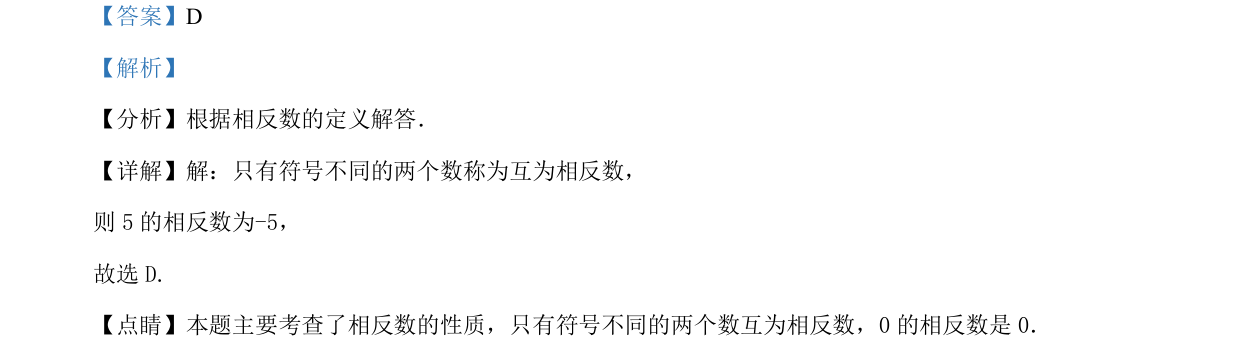 【答案】D
【解析】
【分析】根据相反数的定义解答．
【详解】解：只有符号不同的两个数称为互为相反数，
则 5 的相反数为-5，
故选 D.
【点睛】本题主要考查了相反数的性质，只有符号不同的两个数互为相反数，0 的相反数是 0．